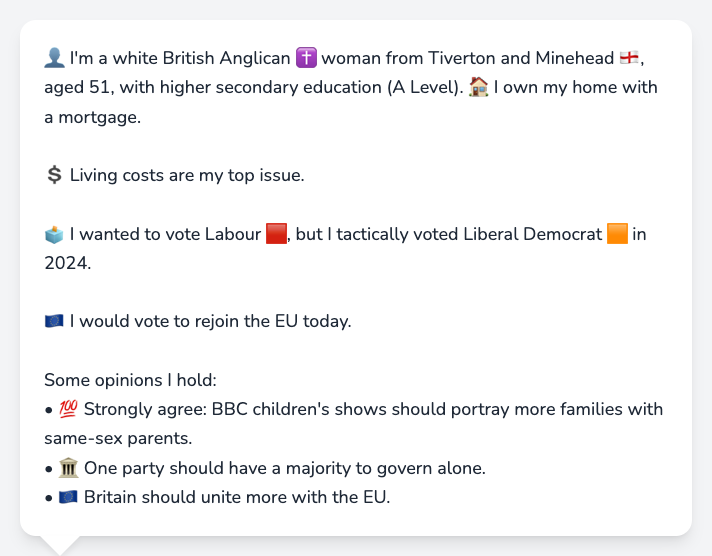 👤 I'm a white British Anglican ✝️ woman from Tiverton and Minehead 🏴󠁧󠁢󠁥󠁮󠁧󠁿,
aged 51, with higher secondary education (A Level). 🏠 I own my home with
a mortgage.
💲 Living costs are my top issue.
🗳️ I wanted to vote Labour 🟥, but I tactically voted Liberal Democrat 🟧 in
2024.
🇪🇺 I would vote to rejoin the EU today.
Some opinions I hold:
• 💯 Strongly agree: BBC children's shows should portray more families with
same-sex parents.
• 🏛️ One party should have a majority to govern alone.
• 🇪🇺 Britain should unite more with the EU.